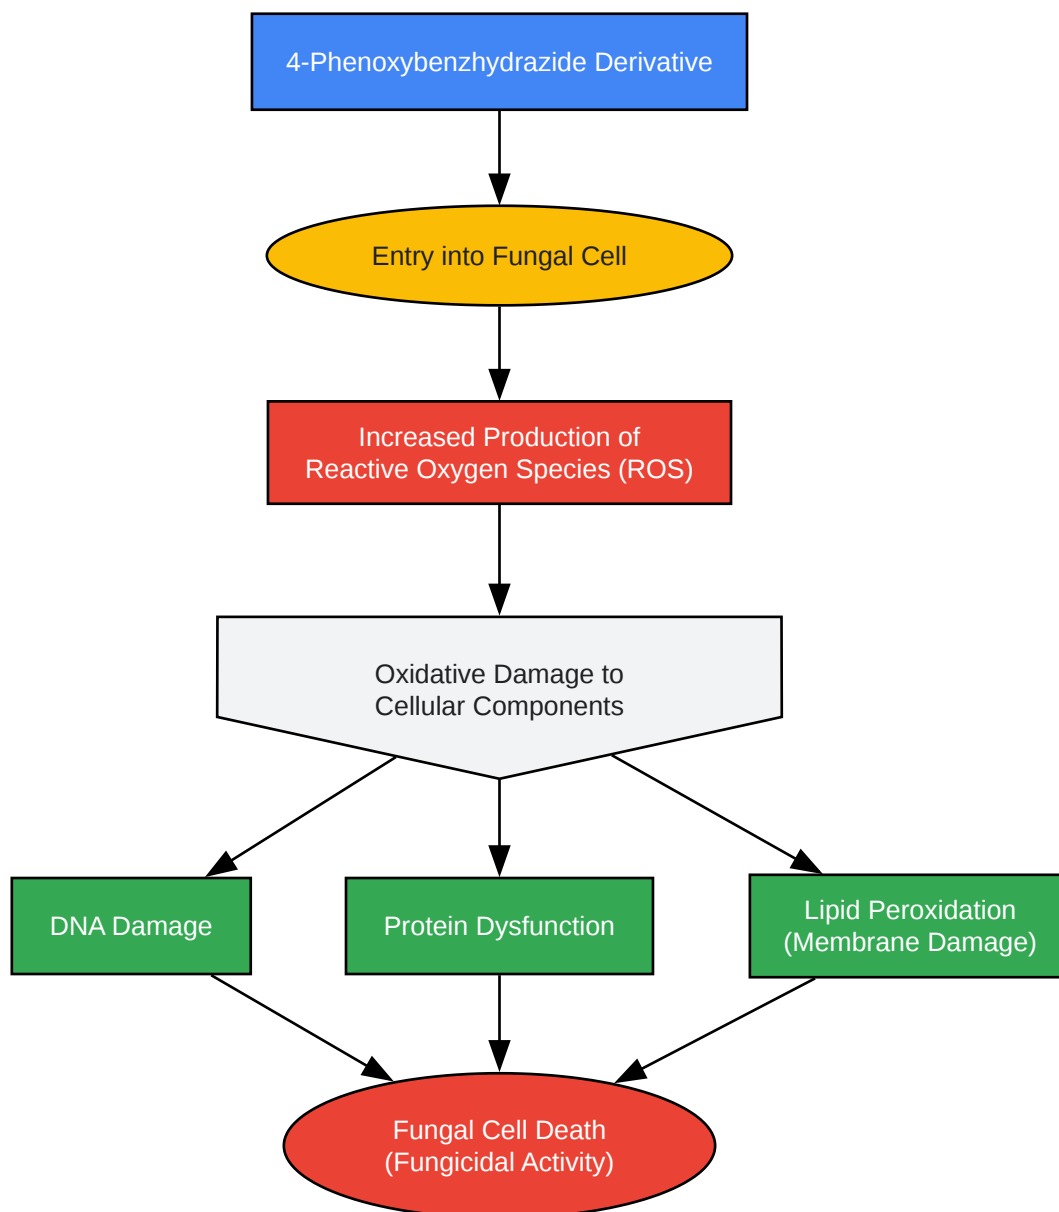 4-Phenoxybenzhydrazide Derivative
Entry into Fungal Cell
Increased Production of
Reactive Oxygen Species (ROS)
Oxidative Damage to
Cellular Components
DNA Damage
Protein Dysfunction
Lipid Peroxidation
(Membrane Damage)
Fungal Cell Death
(Fungicidal Activity)